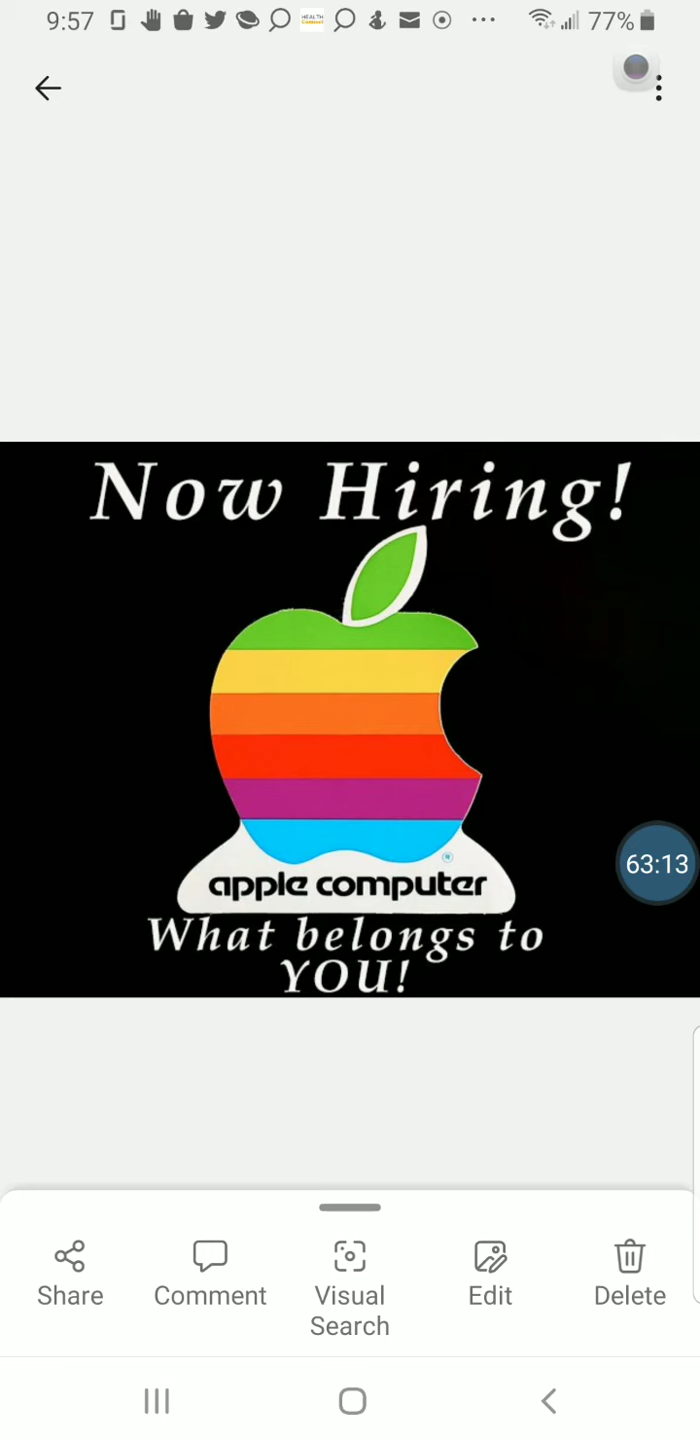 9:57
HEALTH
77%
Now Hiring!
®
apple computer
63:13
What belongs to
YOU!
Share
Comment
Visual
Search
Edit
Delete